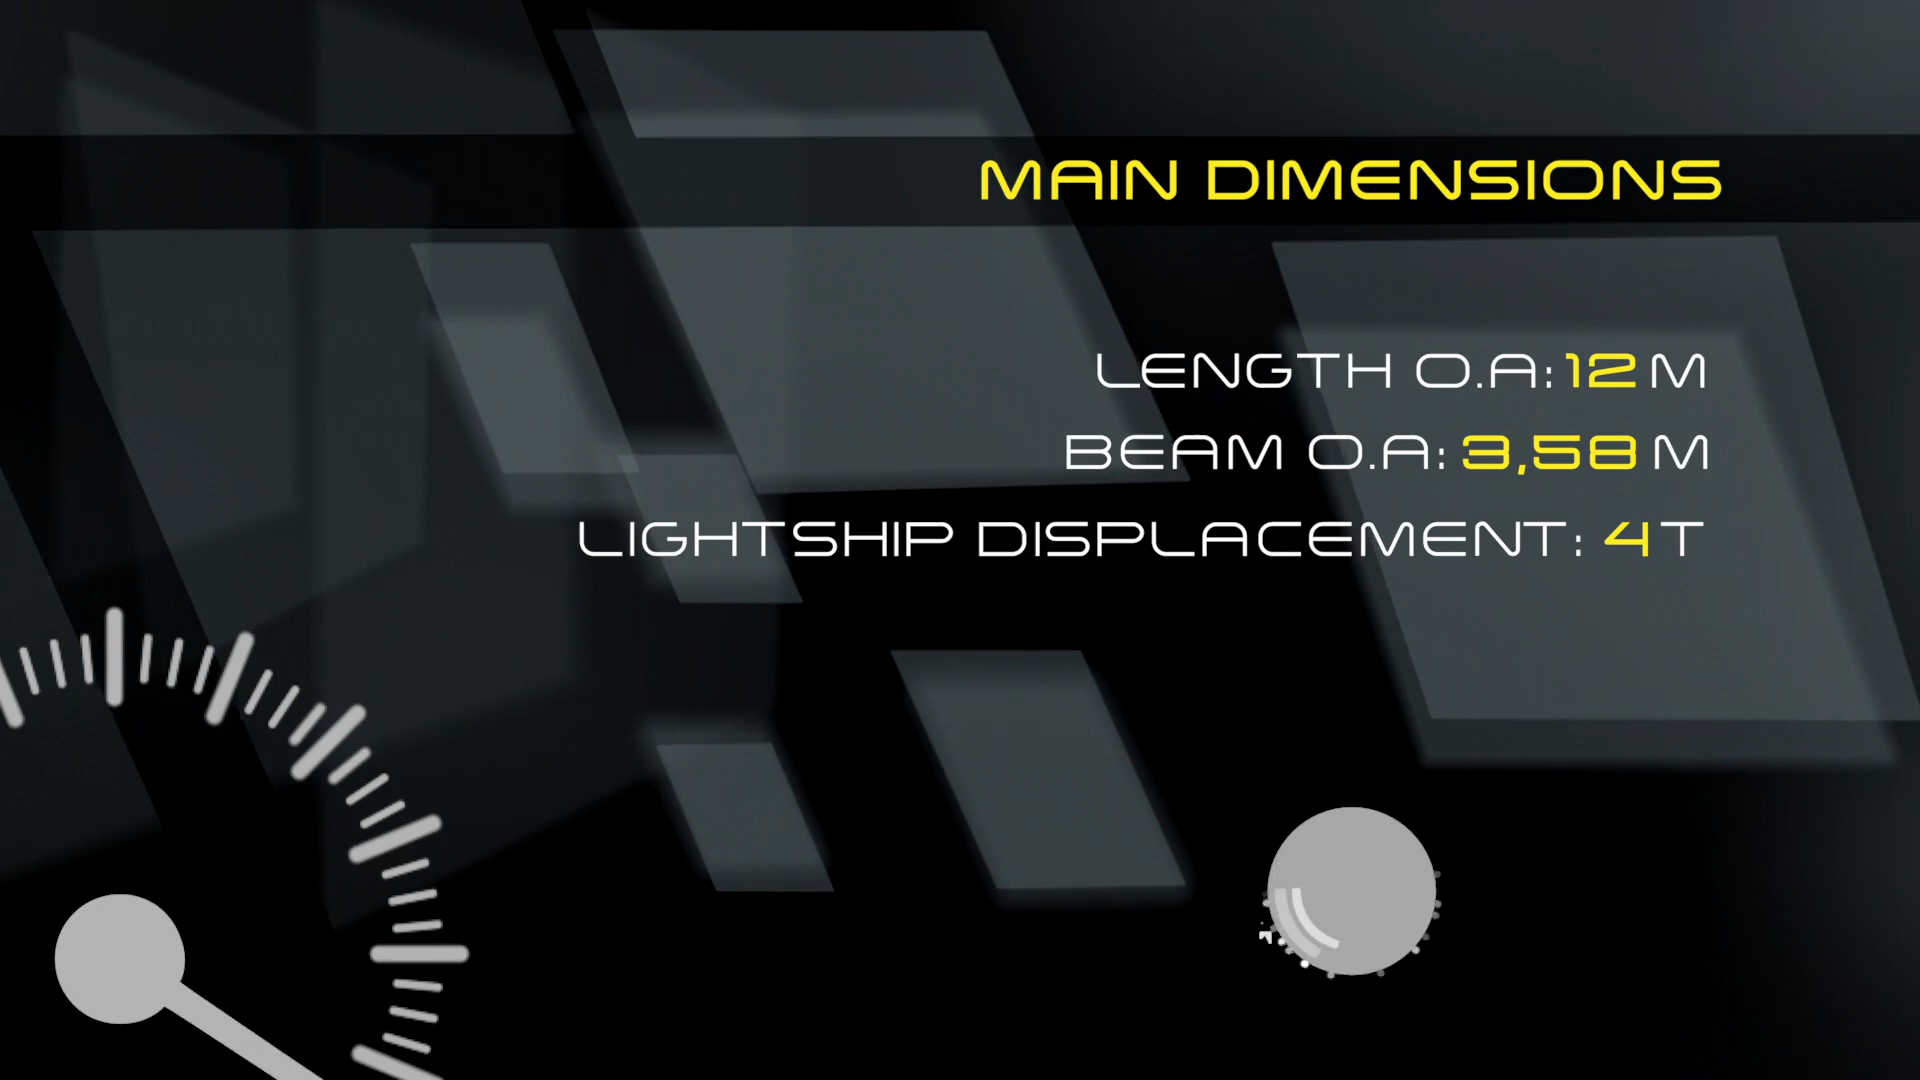 MAIN DIMENSIONS
LENGTH O.A: 12 M
BEAM O.A: 3,58 M
LIGHTSHIP DISPLACEMENT: 4 T